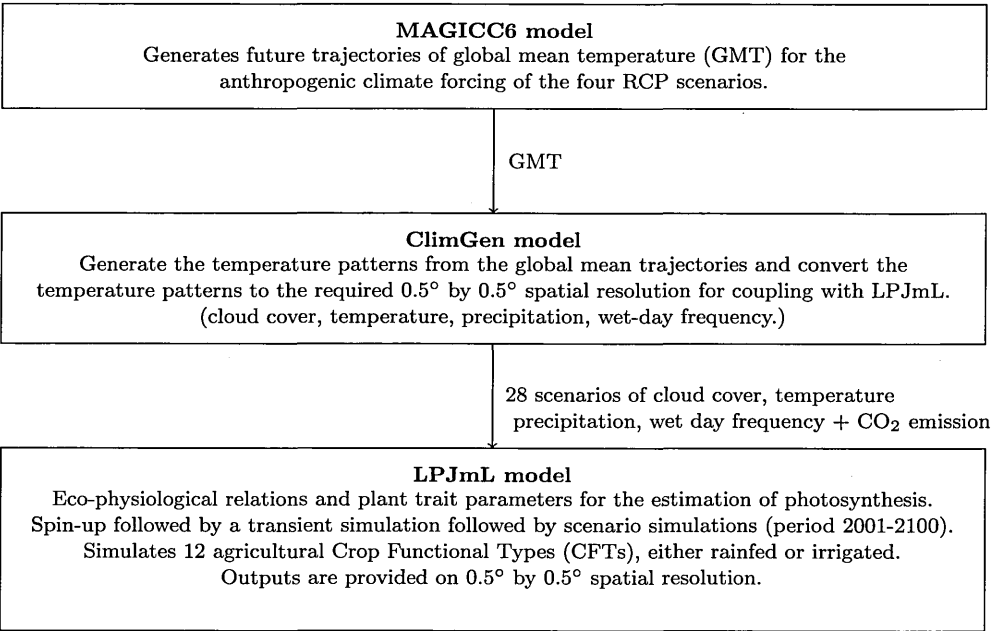 MAGICC6 model
Generates future trajectories of global mean temperature (GMT) for the
anthropogenic climate forcing of the four RCP scenarios.
GMT
ClimGen model
Generate the temperature patterns from the global mean trajectories and convert the
temperature patterns to the required 0.5° by 0.5° spatial resolution for coupling with LPJmL.
(cloud cover, temperature, precipitation, wet-day frequency.)
28 scenarios of cloud cover, temperature
precipitation, wet day frequency + CO₂ emission
LPJmL model
Eco-physiological relations and plant trait parameters for the estimation of photosynthesis.
Spin-up followed by a transient simulation followed by scenario simulations (period 2001-2100).
Simulates 12 agricultural Crop Functional Types (CFTs), either rainfed or irrigated.
Outputs are provided on 0.5° by 0.5° spatial resolution.